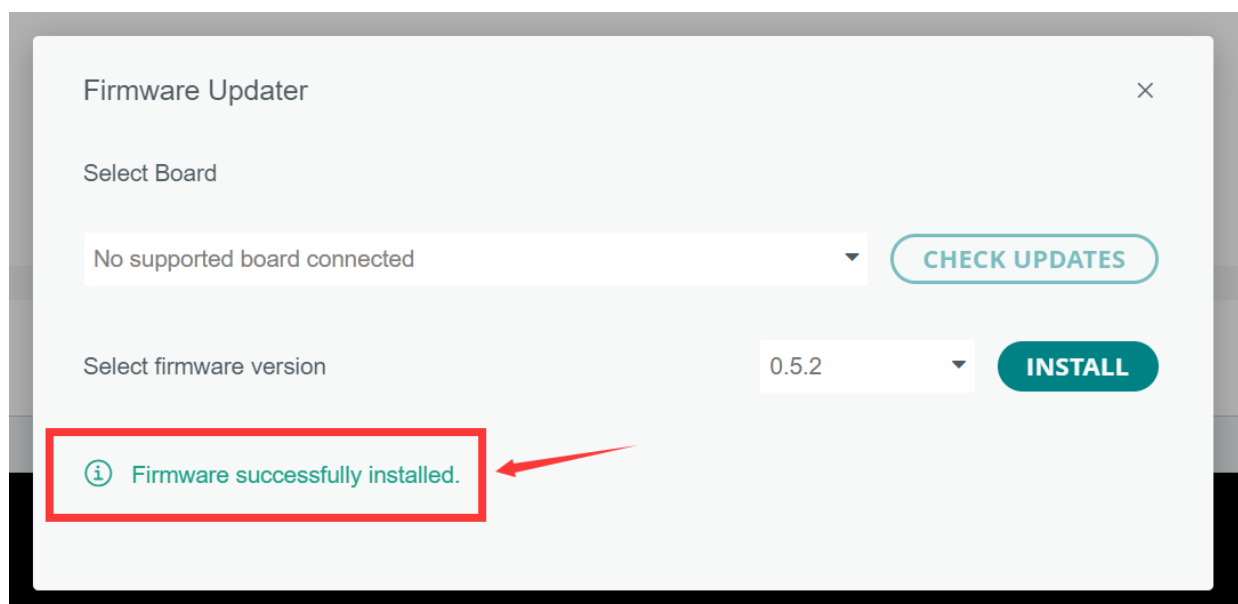 Firmware Updater
Select Board
No supported board connected
CHECK UPDATES
Select firmware version
0.5.2
INSTALL
Firmware successfully installed.